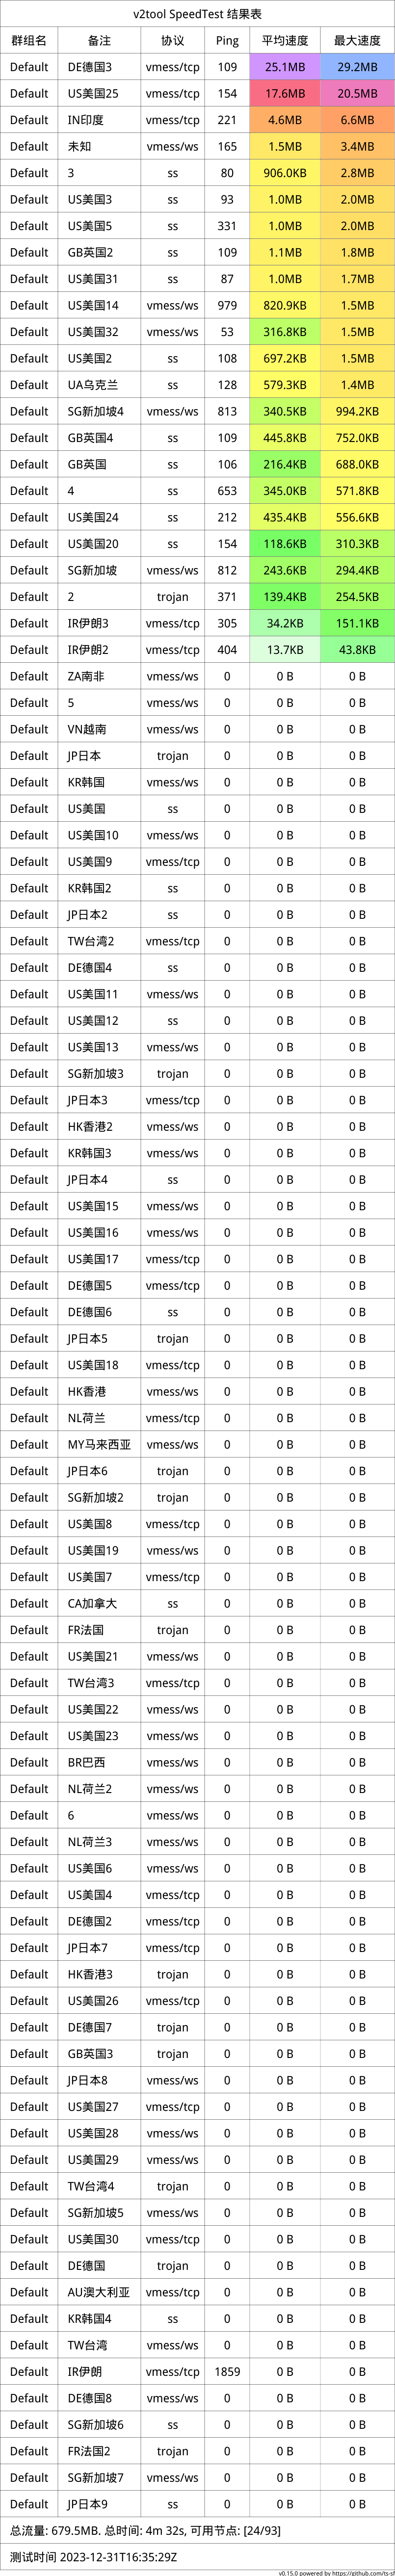 v2tool SpeedTest 结果表
群组名 备注 协议 Ping 平均速度 最大速度
Default DE德国3 vmess/tcp 109 25.1MB 29.2MB
Default US美国25 vmess/tcp 154 17.6MB 20.5MB
Default IN印度 vmess/tcp 221 4.6MB 6.6MB
Default 未知 vmess/ws 165 1.5MB 3.4MB
Default 3 ss 80 906.0KB 2.8MB
Default US美国3 ss 93 1.0MB 2.0MB
Default US美国5 ss 331 1.0MB 2.0MB
Default GB英国2 ss 109 1.1MB 1.8MB
Default US美国31 ss 87 1.0MB 1.7MB
Default US美国14 vmess/ws 979 820.9KB 1.5MB
Default US美国32 vmess/ws 53 316.8KB 1.5MB
Default US美国2 ss 108 697.2KB 1.5MB
Default UA乌克兰 ss 128 579.3KB 1.4MB
Default SG新加坡4 vmess/ws 813 340.5KB 994.2KB
Default GB英国4 ss 109 445.8KB 752.0KB
Default GB英国 ss 106 216.4KB 688.0KB
Default 4 ss 653 345.0KB 571.8KB
Default US美国24 ss 212 435.4KB 556.6KB
Default US美国20 ss 154 118.6KB 310.3KB
Default SG新加坡 vmess/ws 812 243.6KB 294.4KB
Default 2 trojan 371 139.4KB 254.5KB
Default IR伊朗3 vmess/tcp 305 34.2KB 151.1KB
Default IR伊朗2 vmess/tcp 404 13.7KB 43.8KB
Default ZA南非 vmess/ws 0 0 B 0 B
Default 5 vmess/ws 0 0 B 0 B
Default VN越南 vmess/ws 0 0 B 0 B
Default JP日本 trojan 0 0 B 0 B
Default KR韩国 vmess/ws 0 0 B 0 B
Default US美国 ss 0 0 B 0 B
Default US美国10 vmess/ws 0 0 B 0 B
Default US美国9 vmess/tcp 0 0 B 0 B
Default KR韩国2 ss 0 0 B 0 B
Default JP日本2 ss 0 0 B 0 B
Default TW台湾2 vmess/tcp 0 0 B 0 B
Default DE德国4 ss 0 0 B 0 B
Default US美国11 vmess/ws 0 0 B 0 B
Default US美国12 ss 0 0 B 0 B
Default US美国13 vmess/ws 0 0 B 0 B
Default SG新加坡3 trojan 0 0 B 0 B
Default JP日本3 vmess/tcp 0 0 B 0 B
Default HK香港2 vmess/ws 0 0 B 0 B
Default KR韩国3 vmess/ws 0 0 B 0 B
Default JP日本4 ss 0 0 B 0 B
Default US美国15 vmess/ws 0 0 B 0 B
Default US美国16 vmess/ws 0 0 B 0 B
Default US美国17 vmess/tcp 0 0 B 0 B
Default DE德国5 vmess/tcp 0 0 B 0 B
Default DE德国6 ss 0 0 B 0 B
Default JP日本5 trojan 0 0 B 0 B
Default US美国18 vmess/tcp 0 0 B 0 B
Default HK香港 vmess/ws 0 0 B 0 B
Default NL荷兰 vmess/tcp 0 0 B 0 B
Default MY马来西亚 vmess/ws 0 0 B 0 B
Default JP日本6 trojan 0 0 B 0 B
Default SG新加坡2 trojan 0 0 B 0 B
Default US美国8 vmess/tcp 0 0 B 0 B
Default US美国19 vmess/ws 0 0 B 0 B
Default US美国7 vmess/tcp 0 0 B 0 B
Default CA加拿大 ss 0 0 B 0 B
Default FR法国 trojan 0 0 B 0 B
Default US美国21 vmess/ws 0 0 B 0 B
Default TW台湾3 vmess/tcp 0 0 B 0 B
Default US美国22 vmess/ws 0 0 B 0 B
Default US美国23 vmess/ws 0 0 B 0 B
Default BR巴西 vmess/ws 0 0 B 0 B
Default NL荷兰2 vmess/ws 0 0 B 0 B
Default 6 vmess/ws 0 0 B 0 B
Default NL荷兰3 vmess/ws 0 0 B 0 B
Default US美国6 vmess/ws 0 0 B 0 B
Default US美国4 vmess/tcp 0 0 B 0 B
Default DE德国2 vmess/tcp 0 0 B 0 B
Default JP日本7 vmess/tcp 0 0 B 0 B
Default HK香港3 trojan 0 0 B 0 B
Default US美国26 vmess/tcp 0 0 B 0 B
Default DE德国7 trojan 0 0 B 0 B
Default GB英国3 trojan 0 0 B 0 B
Default JP日本8 vmess/ws 0 0 B 0 B
Default US美国27 vmess/tcp 0 0 B 0 B
Default US美国28 vmess/ws 0 0 B 0 B
Default US美国29 vmess/ws 0 0 B 0 B
Default TW台湾4 trojan 0 0 B 0 B
Default SG新加坡5 vmess/ws 0 0 B 0 B
Default US美国30 vmess/tcp 0 0 B 0 B
Default DE德国 trojan 0 0 B 0 B
Default AU澳大利亚 vmess/tcp 0 0 B 0 B
Default KR韩国4 ss 0 0 B 0 B
Default TW台湾 vmess/ws 0 0 B 0 B
Default IR伊朗 vmess/tcp 1859 0 B 0 B
Default DE德国8 vmess/ws 0 0 B 0 B
Default SG新加坡6 ss 0 0 B 0 B
Default FR法国2 trojan 0 0 B 0 B
Default SG新加坡7 vmess/ws 0 0 B 0 B
Default JP日本9 ss 0 0 B 0 B
总流量: 679.5MB. 总时间: 4m 32s, 可用节点: [24/93]
测试时间 2023-12-31T16:35:29Z
v0.15.0 powered by https://github.com/ts-sf